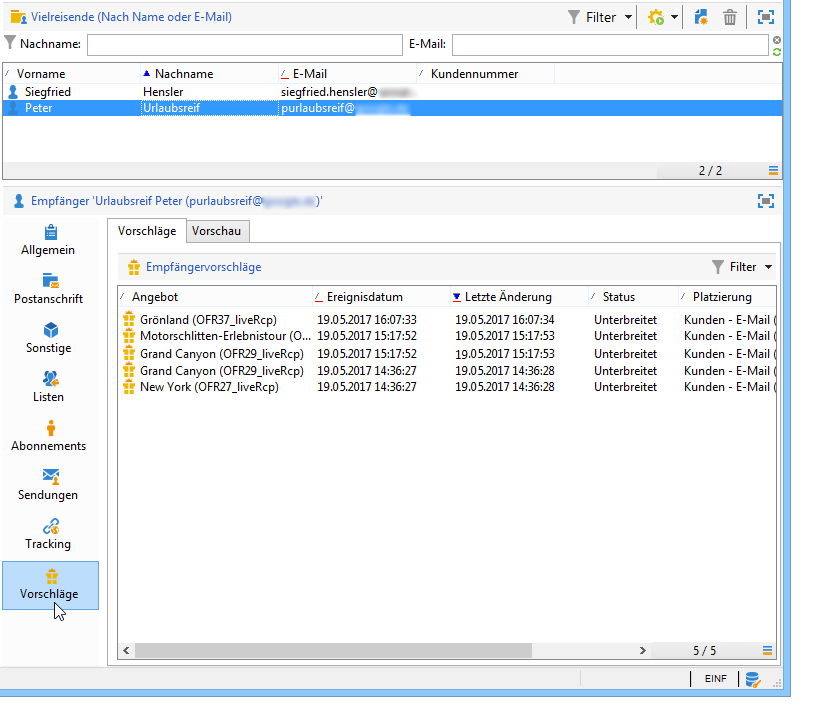 Vielreisende (Nach Name oder E-Mail) Filter
Nachname: E-Mail:
Vorname Nachname E-Mail Kundennummer
Siegfried Hensler siegfried.hensler@
Peter Urlaubsreif purlaubsreif@
2 / 2
Empfänger 'Urlaubsreif Peter (purlaubsreif@ )'
Allgemein
Postanschrift
Sonstige
Listen
Abonnements
Sendungen
Tracking
Vorschläge
Vorschläge Vorschau
Empfängervorschläge Filter
Angebot Ereignisdatum Letzte Änderung Status Platzierung
Grönland (OFR37_liveRcp) 19.05.2017 16:07:33 19.05.2017 16:07:34 Unterbreitet Kunden - E-Mail (
Motorschlitten-Erlebnistour (O... 19.05.2017 15:17:52 19.05.2017 15:17:53 Unterbreitet Kunden - E-Mail (
Grand Canyon (OFR29_liveRcp) 19.05.2017 15:17:52 19.05.2017 15:17:53 Unterbreitet Kunden - E-Mail (
Grand Canyon (OFR29_liveRcp) 19.05.2017 14:36:27 19.05.2017 14:36:28 Unterbreitet Kunden - E-Mail (
New York (OFR27_liveRcp) 19.05.2017 14:36:27 19.05.2017 14:36:28 Unterbreitet Kunden - E-Mail (
5 / 5
EINF